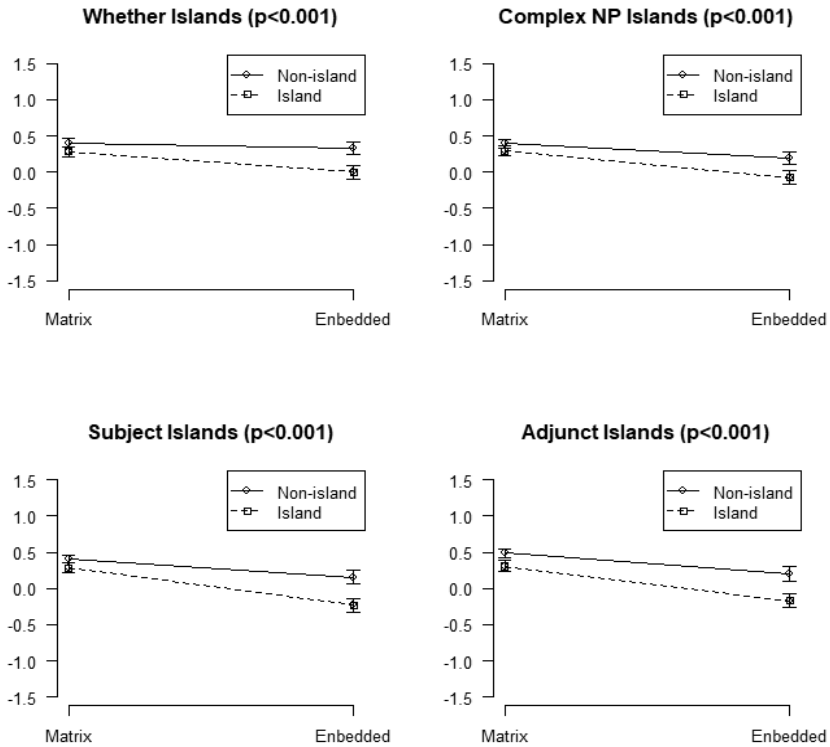 Whether Islands (p<0.001)
Non-island
Island
1.5
1.0
0.5
0.0
-0.5
-1.0
-1.5
Matrix
Enbedded
Complex NP Islands (p<0.001)
Non-island
Island
1.5
1.0
0.5
0.0
-0.5
-1.0
-1.5
Matrix
Enbedded
Subject Islands (p<0.001)
Non-island
Island
1.5
1.0
0.5
0.0
-0.5
-1.0
-1.5
Matrix
Enbedded
Adjunct Islands (p<0.001)
Non-island
Island
1.5
1.0
0.5
0.0
-0.5
-1.0
-1.5
Matrix
Enbedded